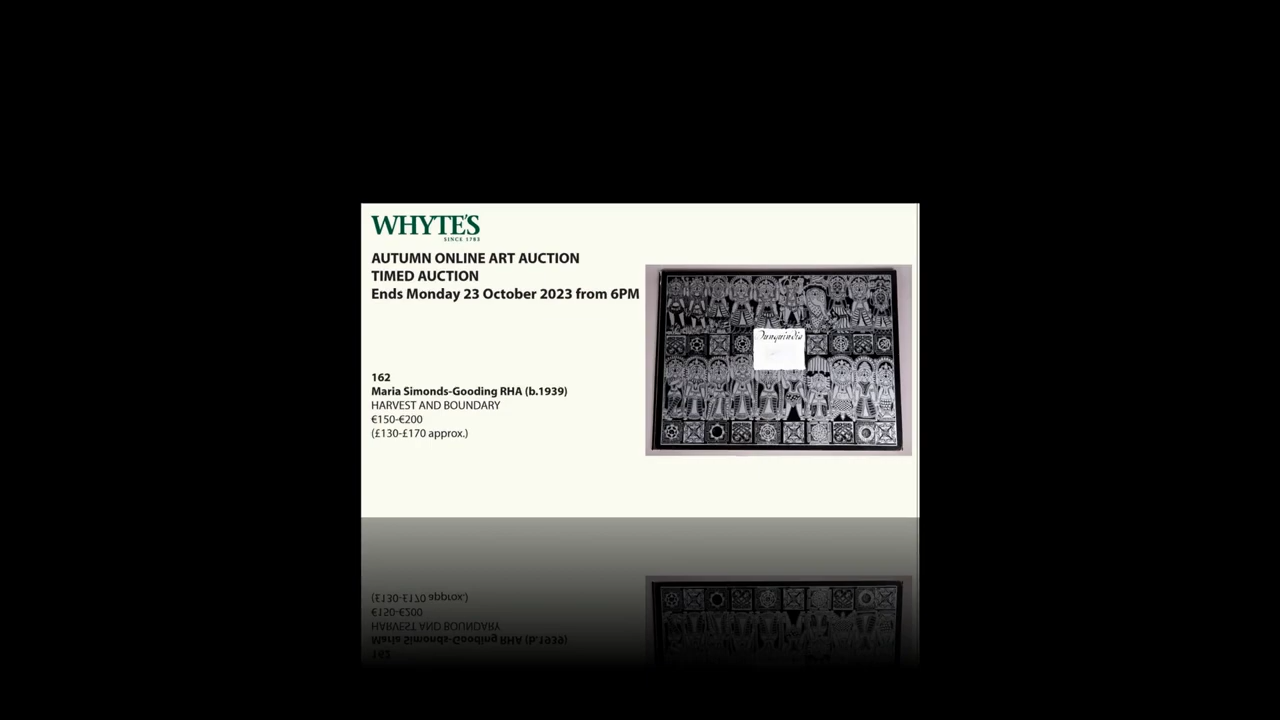 WHYTE'S
SINCE 1783
AUTUMN ONLINE ART AUCTION
TIMED AUCTION
Ends Monday 23 October 2023 from 6PM
162
Maria Simonds-Gooding RHA (b.1939)
HARVEST AND BOUNDARY
€150-€200
(£130-£170 approx.)